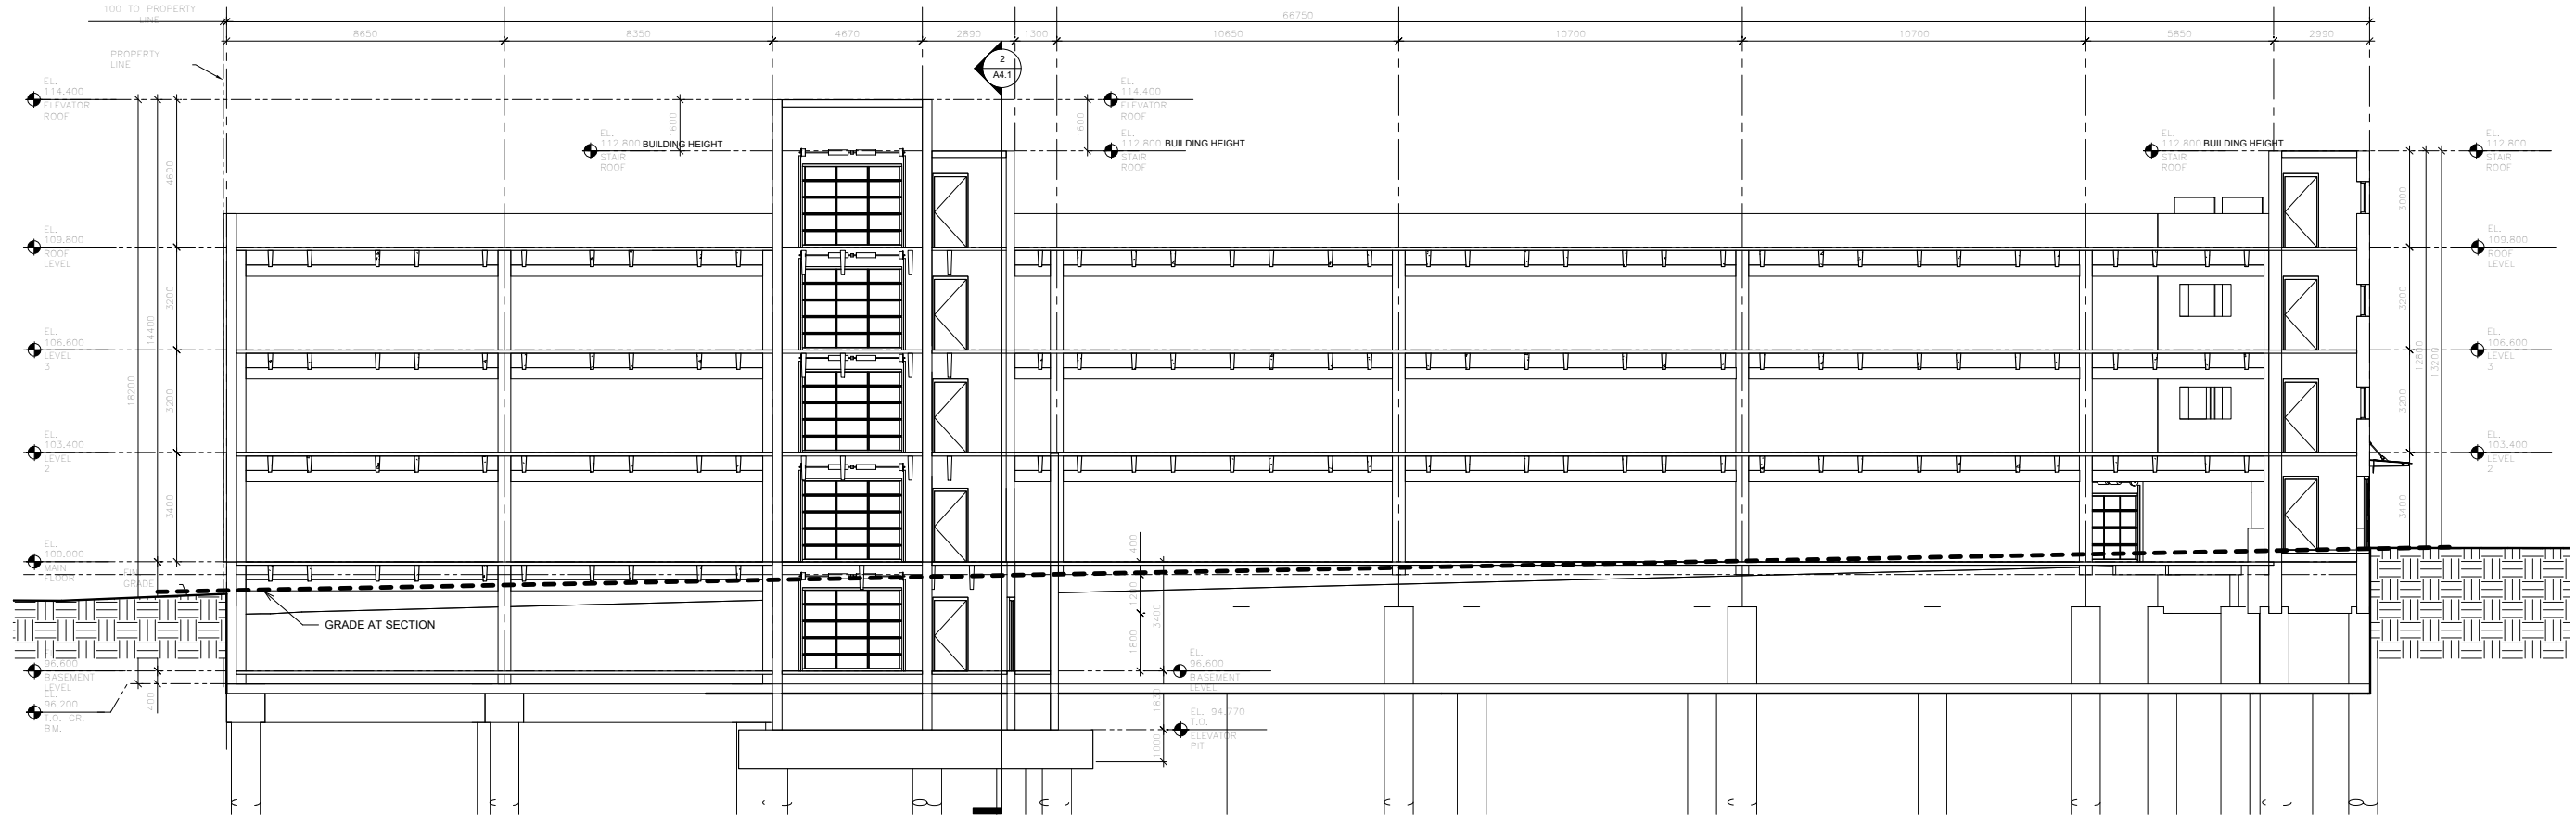 100 TO PROPERTY
LINE
66750
8650
8350
4670
2890
1300
10650
10700
10700
5850
2990
PROPERTY
LINE
2
A4.1
EL.
114,400
ELEVATOR
ROOF
EL.
114,400
ELEVATOR
ROOF
1600
1600
EL.
112,800 BUILDING HEIGHT
STAIR
ROOF
EL.
112,800 BUILDING HEIGHT
STAIR
ROOF
EL.
112,800 BUILDING HEIGHT
STAIR
ROOF
EL.
112,800
STAIR
ROOF
4600
3000
EL.
109,800
ROOF
LEVEL
EL.
109,800
ROOF
LEVEL
3200
3200
14400
18200
EL.
106,600
LEVEL
3
EL.
106,600
LEVEL
3
13200
3200
3200
EL.
103,400
LEVEL
2
EL.
103,400
LEVEL
2
3400
3400
EL.
100,000
MAIN
FLOOR
GRADE
400
1200
3400
1800
GRADE AT SECTION
EL.
96,600
BASEMENT
LEVEL
EL.
96,200
T.O. GR.
BM.
400
EL.
96,600
BASEMENT
LEVEL
1830
EL. 94,770
T.O.
ELEVATOR
PIT
1000